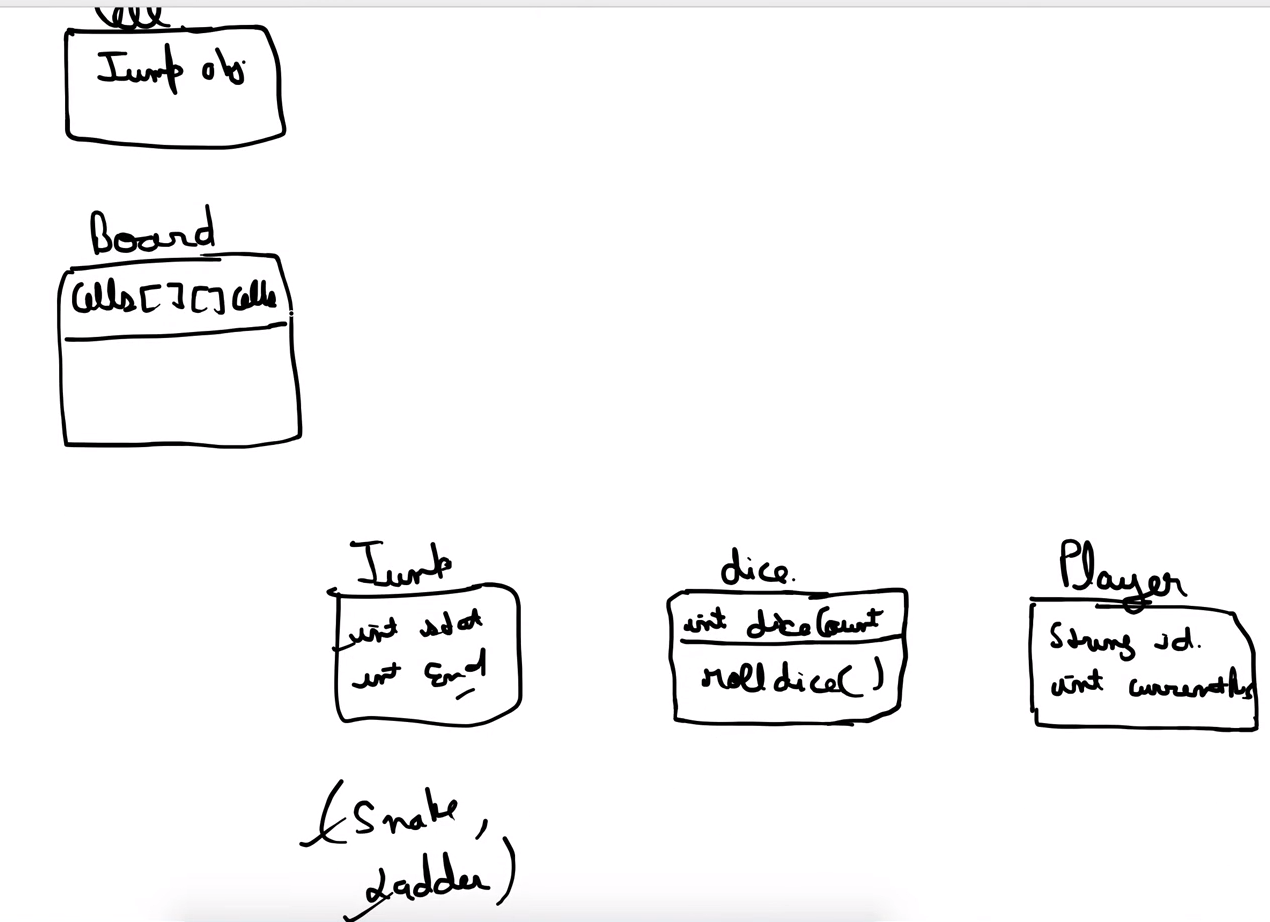 Cell.
Jump obj
Board
Cells[][] cells
Jump
int start
int End
dice.
int diceCount
rolldice()
Player
String id.
int currentPos
(Snake,
Ladder)